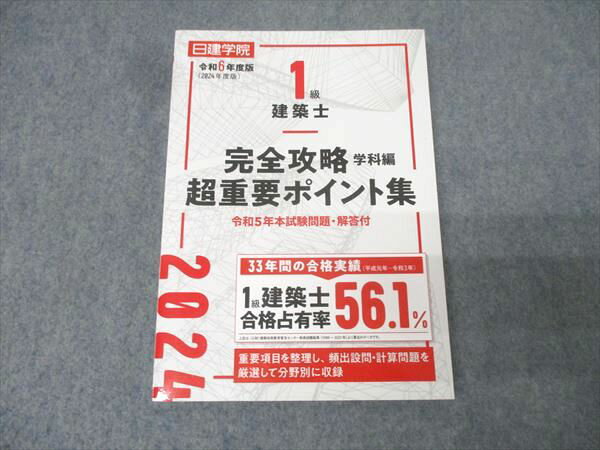 日建学院
令和6年度版
(2024年度版)
1級
建築士
完全攻略 学科編
超重要ポイント集
令和5年本試験問題・解答付
2024
33年間の合格実績(平成元年~令和3年)
1級建築士
合格占有率 56.1%
重要項目を整理し、頻出設問・計算問題を
厳選して分野別に収録